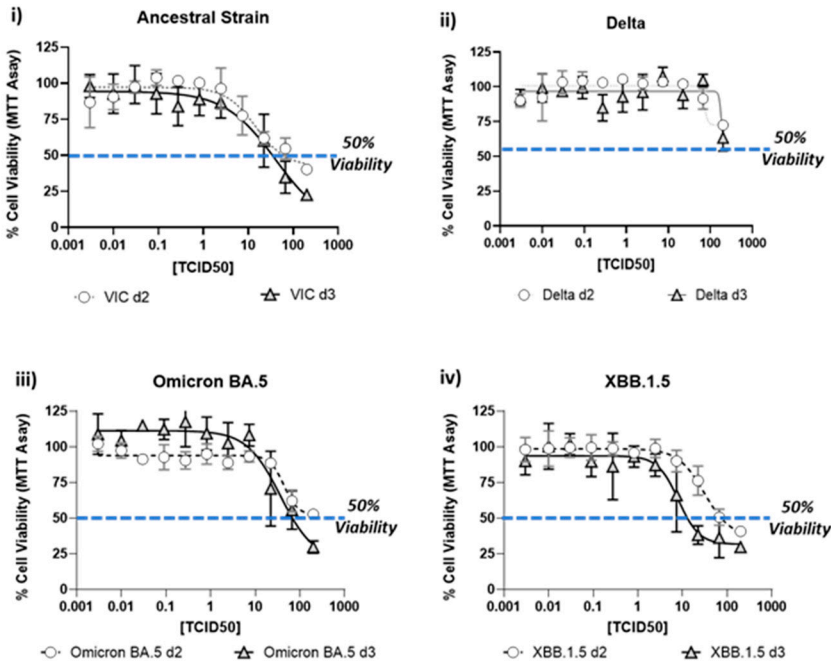 i)
Ancestral Strain
% Cell Viability (MTT Asay)
125
100
75
50
25
0
50%
Viability
0.001 0.01 0.1 1 10 100 1000
[TCID50]
VIC d2 VIC d3
ii)
Delta
% Cell Viability (MTT Asay)
125
100
75
50
25
0
50%
Viability
0.001 0.01 0.1 1 10 100 1000
[TCID50]
Delta d2 Delta d3
iii)
Omicron BA.5
% Cell Viability (MTT Asay)
125
100
75
50
25
0
50%
Viability
0.001 0.01 0.1 1 10 100 1000
[TCID50]
Omicron BA.5 d2 Omicron BA.5 d3
iv)
XBB.1.5
% Cell Viability (MTT Asay)
125
100
75
50
25
0
50%
Viability
0.001 0.01 0.1 1 10 100 1000
[TCID50]
XBB.1.5 d2 XBB.1.5 d3